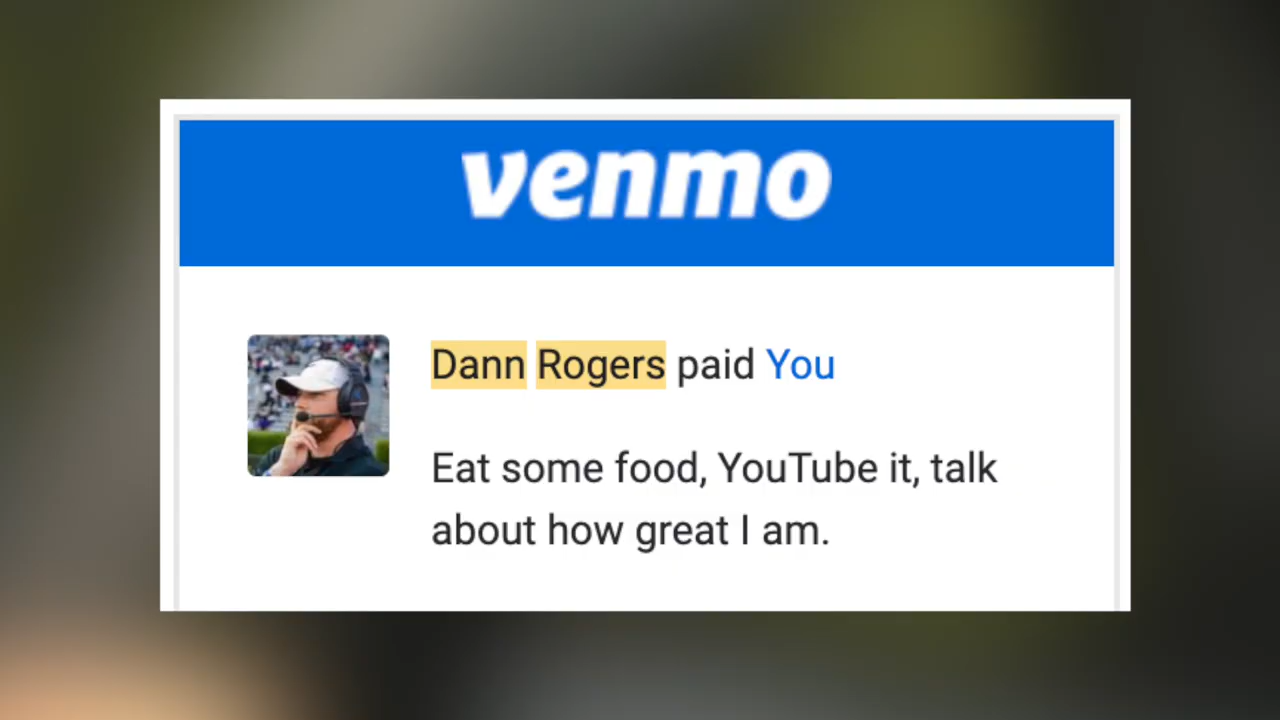 venmo
Dann Rogers paid You
Eat some food, YouTube it, talk
about how great I am.